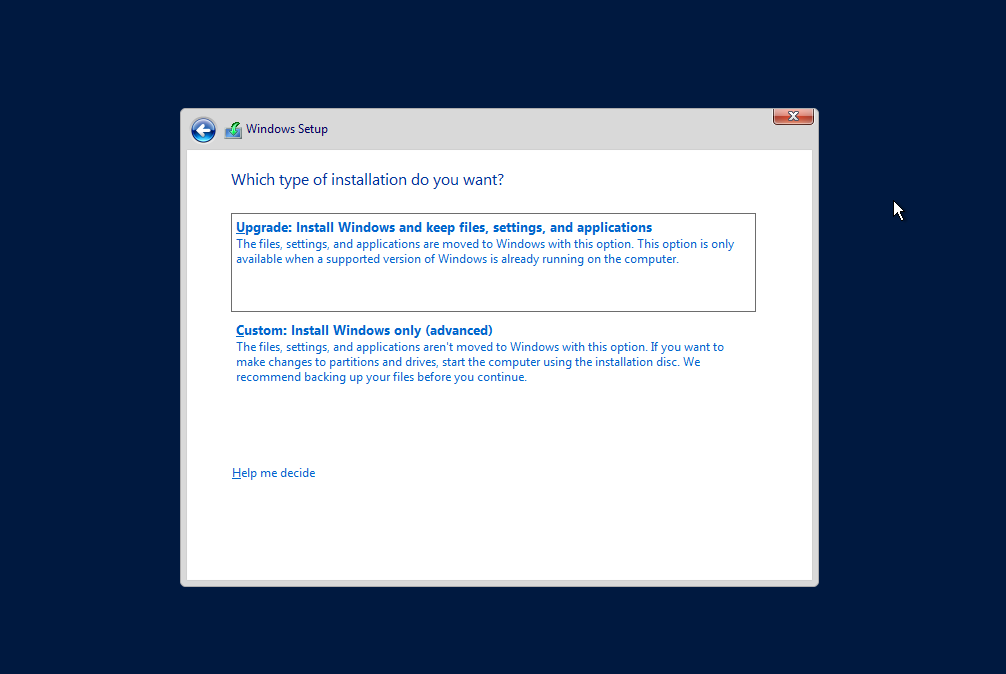 Windows Setup
Which type of installation do you want?
Upgrade: Install Windows and keep files, settings, and applications
The files, settings, and applications are moved to Windows with this option. This option is only
available when a supported version of Windows is already running on the computer.
Custom: Install Windows only (advanced)
The files, settings, and applications aren't moved to Windows with this option. If you want to
make changes to partitions and drives, start the computer using the installation disc. We
recommend backing up your files before you continue.
Help me decide